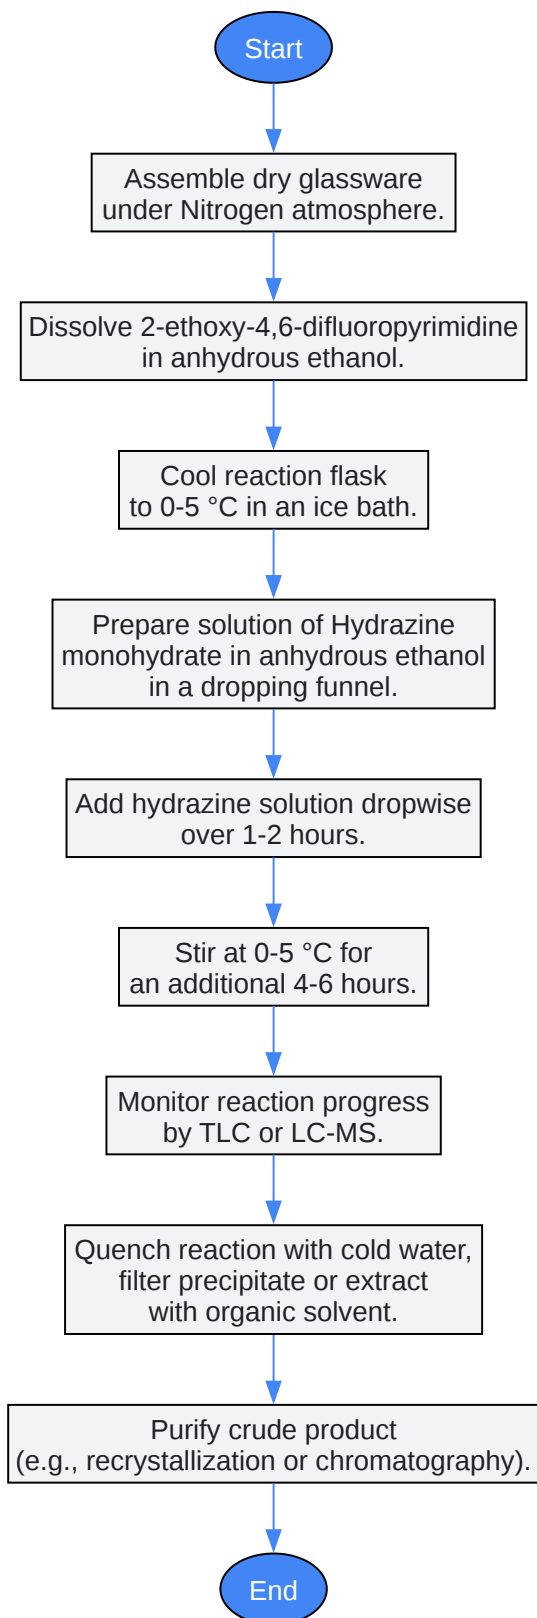 Start
Assemble dry glassware
under Nitrogen atmosphere.
Dissolve 2-ethoxy-4,6-difluoropyrimidine
in anhydrous ethanol.
Cool reaction flask
to 0-5 °C in an ice bath.
Prepare solution of Hydrazine
monohydrate in anhydrous ethanol
in a dropping funnel.
Add hydrazine solution dropwise
over 1-2 hours.
Stir at 0-5 °C for
an additional 4-6 hours.
Monitor reaction progress
by TLC or LC-MS.
Quench reaction with cold water,
filter precipitate or extract
with organic solvent.
Purify crude product
(e.g., recrystallization or chromatography).
End